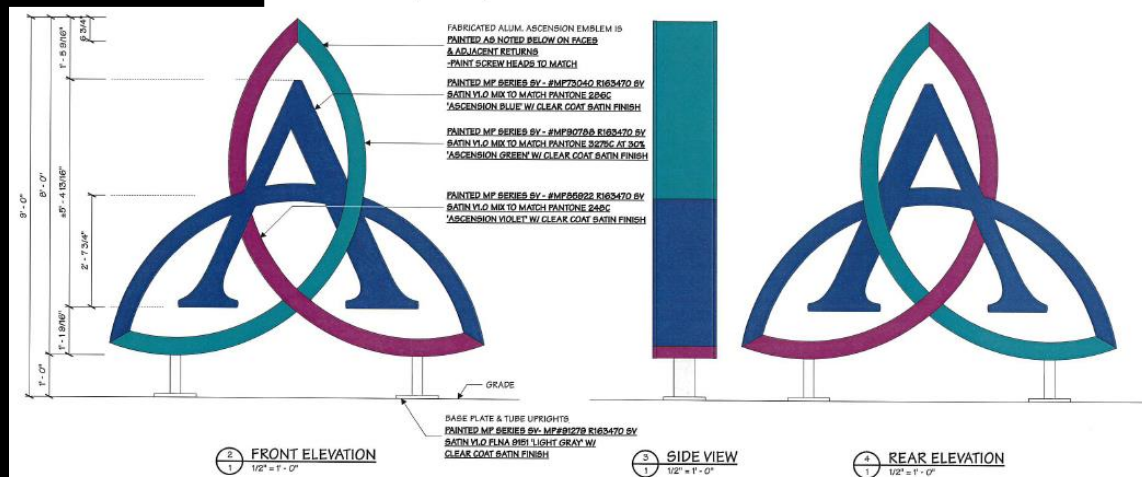 FABRICATED ALUM. ASCENSION EMBLEM IS
PAINTED AS NOTED BELOW ON FACES
& ADJACENT RETURNS
-PAINT SCREW HEADS TO MATCH
PAINTED MP SERIES SV - #MP73040 R163470 SV
SATIN V1.0 MIX TO MATCH PANTONE 286C
'ASCENSION BLUE' W/ CLEAR COAT SATIN FINISH
PAINTED MP SERIES SV - #MP90788 R163470 SV
SATIN V1.0 MIX TO MATCH PANTONE 3275C AT 30%
'ASCENSION GREEN' W/ CLEAR COAT SATIN FINISH
PAINTED MP SERIES SV - #MP85922 R163470 SV
SATIN V1.0 MIX TO MATCH PANTONE 248C
'ASCENSION VIOLET' W/ CLEAR COAT SATIN FINISH
6 3/4"
1' - 5 9/16"
±5' - 4 13/16"
2' - 7 3/4"
8' - 0"
9' - 0"
1' - 1 9/16"
1' - 0"
GRADE
BASE PLATE & TUBE UPRIGHTS
PAINTED MP SERIES SV- MP#91279 R163470 SV
SATIN V1.0 FLNA 9151 'LIGHT GRAY' W/
CLEAR COAT SATIN FINISH
2 FRONT ELEVATION
1 1/2" = 1' - 0"
3 SIDE VIEW
1 1/2" = 1' - 0"
4 REAR ELEVATION
1 1/2" = 1' - 0"
A
A